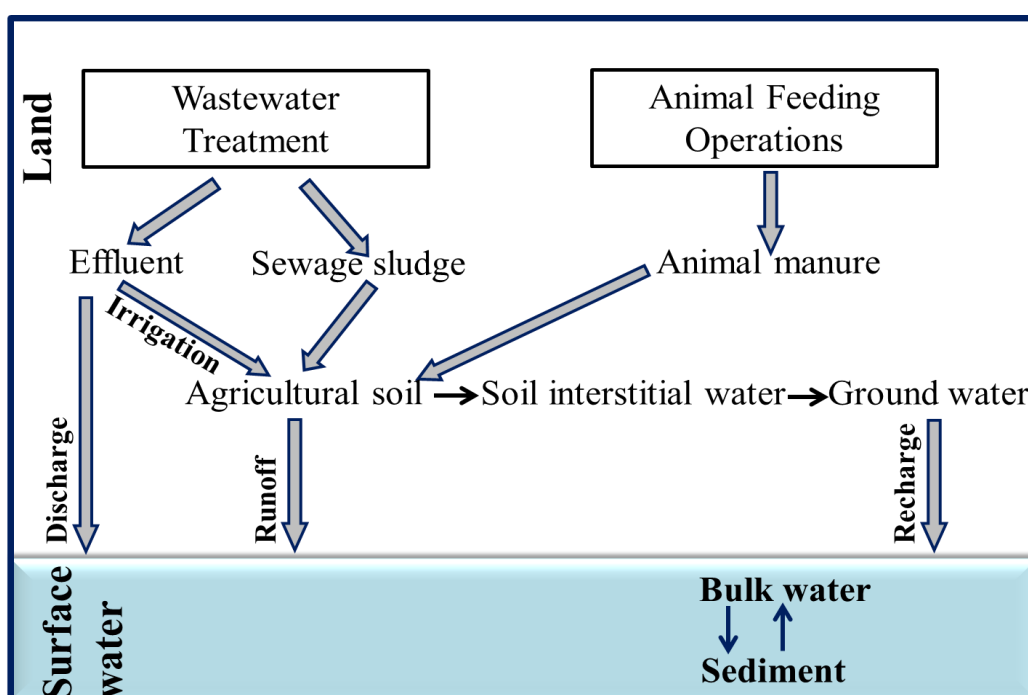 Land
Wastewater
Treatment
Animal Feeding
Operations
Effluent
Sewage sludge
Animal manure
Irrigation
Agricultural soil
Soil interstitial water
Ground water
Discharge
Runoff
Recharge
Surface
water
Bulk water
Sediment